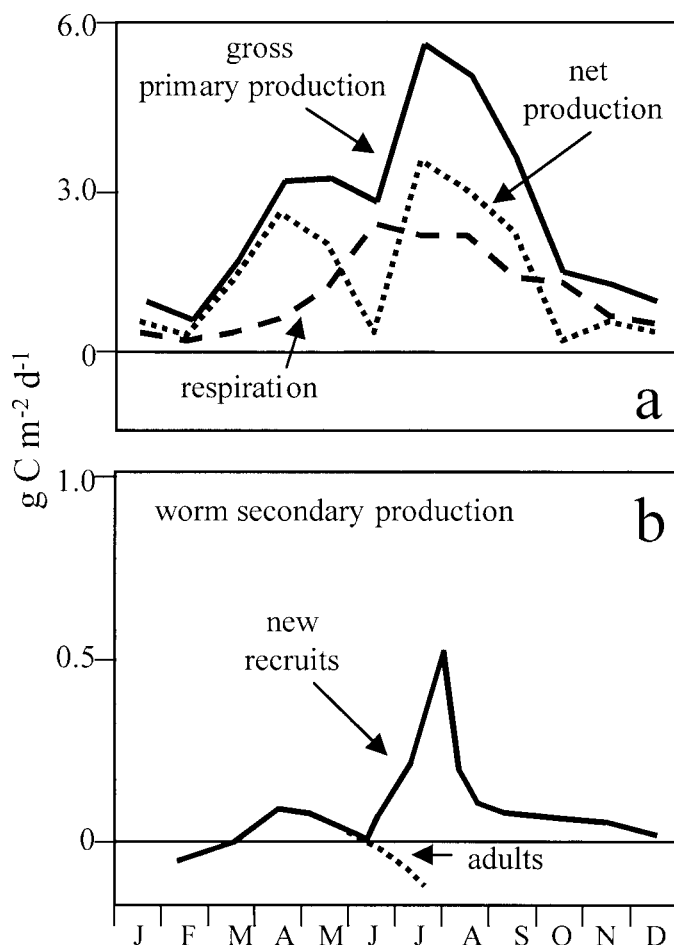 6.0
gross
primary production
net
production
3.0
0
respiration
a
g C m-2 d-1
1.0
worm secondary production
b
new
recruits
0.5
0
adults
J F M A M J J A S O N D